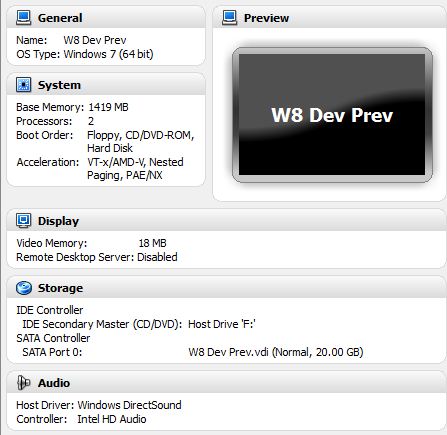 General
Name: W8 Dev Prev
OS Type: Windows 7 (64 bit)
System
Base Memory: 1419 MB
Processors: 2
Boot Order: Floppy, CD/DVD-ROM,
Hard Disk
Acceleration: VT-x/AMD-V, Nested
Paging, PAE/NX
Preview
W8 Dev Prev
Display
Video Memory: 18 MB
Remote Desktop Server: Disabled
Storage
IDE Controller
IDE Secondary Master (CD/DVD): Host Drive 'F:'
SATA Controller
SATA Port 0: W8 Dev Prev.vdi (Normal, 20.00 GB)
Audio
Host Driver: Windows DirectSound
Controller: Intel HD Audio